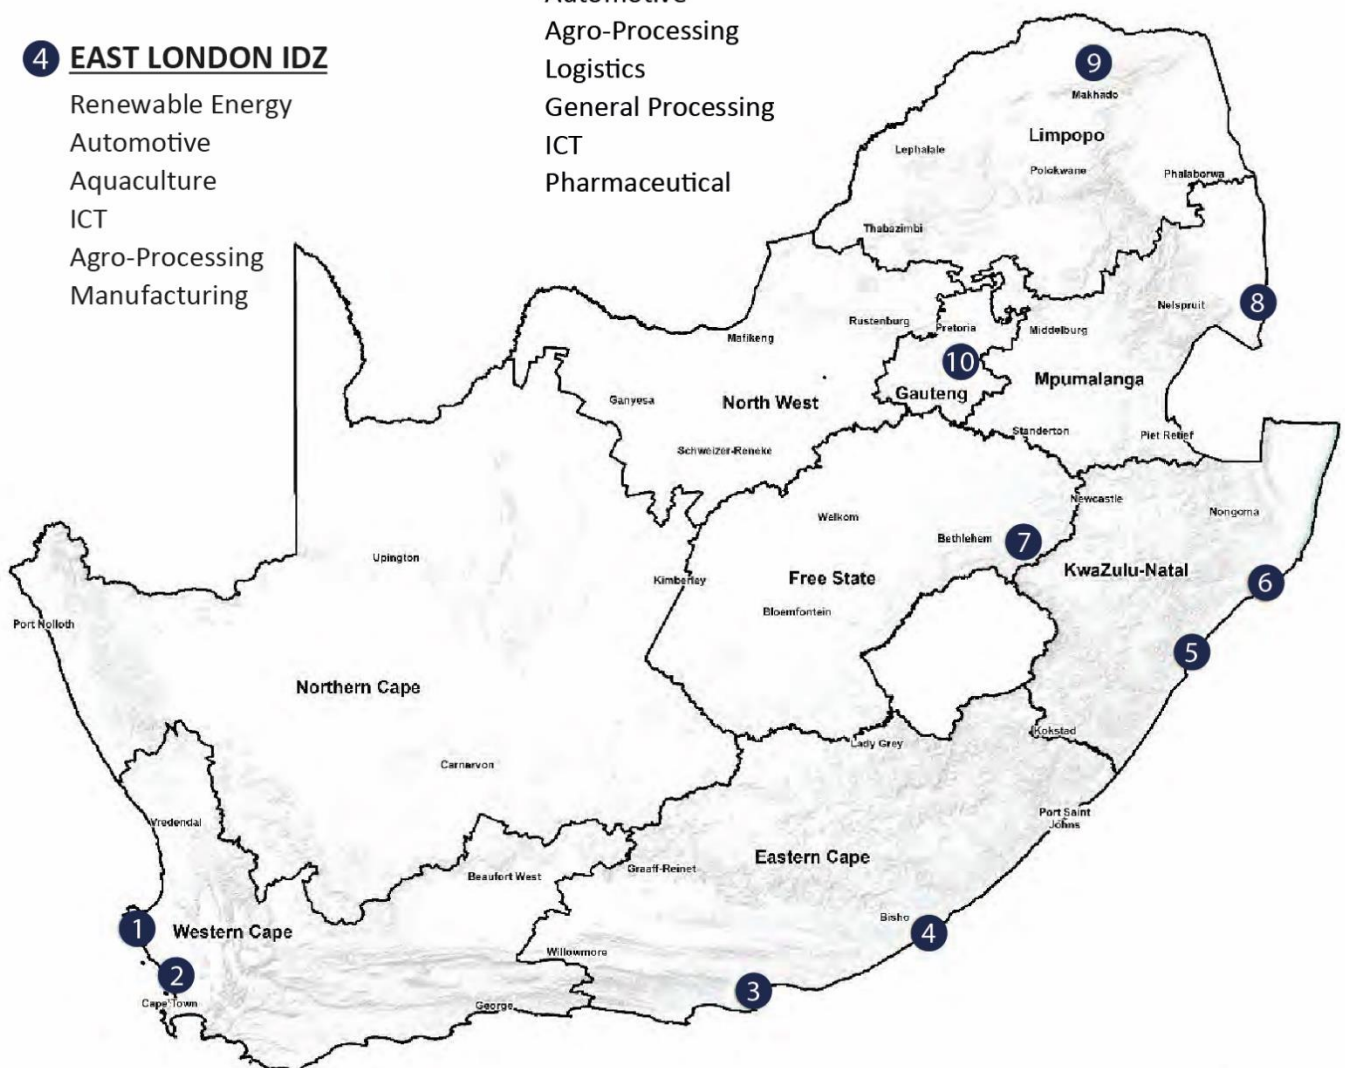 Automotive
Agro-Processing
Logistics
General Processing
ICT
Pharmaceutical
4 EAST LONDON IDZ
Renewable Energy
Automotive
Aquaculture
ICT
Agro-Processing
Manufacturing
9
Makhado
Limpopo
Lephalale
Polokwane
Phalaborwa
Thabazimbi
8
Nelspruit
Rustenburg
Pretoria
Middelburg
Mafikeng
10
Mpumalanga
Gauteng
Ganyesa
North West
Standerton
Piet Retief
Schweizer-Reneke
Newcastle
Nongoma
Welkom
Bethlehem
7
Upington
Kimberley
Free State
KwaZulu-Natal
6
Bloemfontein
Port Nolloth
5
Northern Cape
Kokstad
Lady Grey
Carnarvon
Port Saint
Johns
Vredendal
Eastern Cape
Graaff-Reinet
Beaufort West
1
Western Cape
Bisho
4
Willowmore
2
3
Cape Town
George